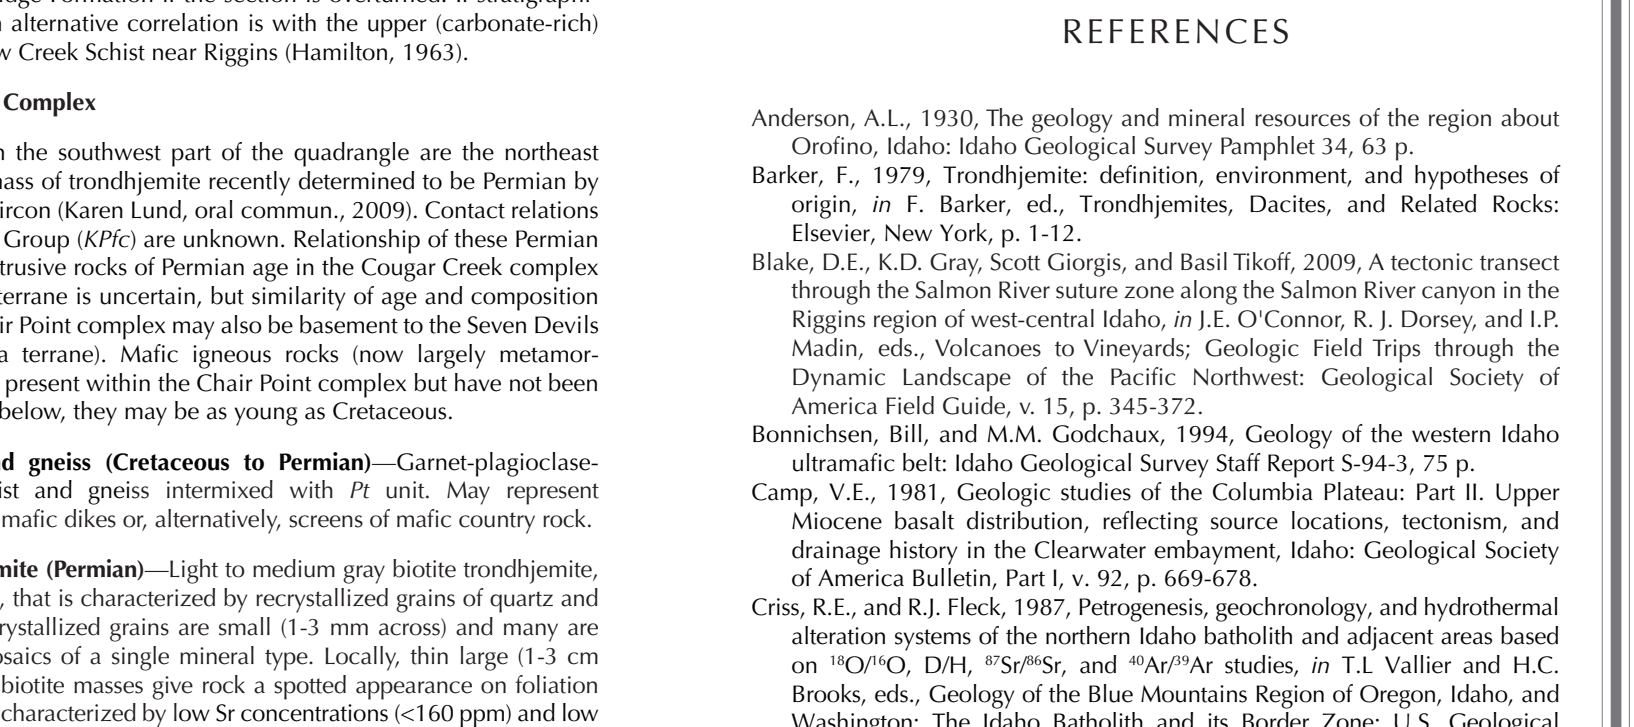 alternative correlation is with the upper (carbonate-rich)
Creek Schist near Riggins (Hamilton, 1963).
Complex
the southwest part of the quadrangle are the northeast
of trondhjemite recently determined to be Permian by
(Karen Lund, oral commun., 2009). Contact relations
Group (KPfc) are unknown. Relationship of these Permian
rocks of Permian age in the Cougar Creek complex
terrane is uncertain, but similarity of age and composition
Point complex may also be basement to the Seven Devils
terrane). Mafic igneous rocks (now largely metamor-
present within the Chair Point complex but have not been
below, they may be as young as Cretaceous.
gneiss (Cretaceous to Permian)—Garnet-plagioclase-
and gneiss intermixed with Pt unit. May represent
mafic dikes or, alternatively, screens of mafic country rock.
(Permian)—Light to medium gray biotite trondhjemite,
, that is characterized by recrystallized grains of quartz and
grains are small (1-3 mm across) and many are
of a single mineral type. Locally, thin large (1-3 cm
biotite masses give rock a spotted appearance on foliation
characterized by low Sr concentrations (<160 ppm) and low
REFERENCES
Anderson, A.L., 1930, The geology and mineral resources of the region about
Orofino, Idaho: Idaho Geological Survey Pamphlet 34, 63 p.
Barker, F., 1979, Trondhjemite: definition, environment, and hypotheses of
origin, in F. Barker, ed., Trondhjemites, Dacites, and Related Rocks:
Elsevier, New York, p. 1-12.
Blake, D.E., K.D. Gray, Scott Giorgis, and Basil Tikoff, 2009, A tectonic transect
through the Salmon River suture zone along the Salmon River canyon in the
Riggins region of west-central Idaho, in J.E. O'Connor, R. J. Dorsey, and I.P.
Madin, eds., Volcanoes to Vineyards; Geologic Field Trips through the
Dynamic Landscape of the Pacific Northwest: Geological Society of
America Field Guide, v. 15, p. 345-372.
Bonnichsen, Bill, and M.M. Godchaux, 1994, Geology of the western Idaho
ultramafic belt: Idaho Geological Survey Staff Report S-94-3, 75 p.
Camp, V.E., 1981, Geologic studies of the Columbia Plateau: Part II. Upper
Miocene basalt distribution, reflecting source locations, tectonism, and
drainage history in the Clearwater embayment, Idaho: Geological Society
of America Bulletin, Part I, v. 92, p. 669-678.
Criss, R.E., and R.J. Fleck, 1987, Petrogenesis, geochronology, and hydrothermal
alteration systems of the northern Idaho batholith and adjacent areas based
on ¹⁸O/¹⁶O, D/H, ⁸⁷Sr/⁸⁶Sr, and ⁴⁰Ar/³⁹Ar studies, in T.L Vallier and H.C.
Brooks, eds., Geology of the Blue Mountains Region of Oregon, Idaho, and
Washington: The Idaho Batholith and its Border Zone: U.S. Geological